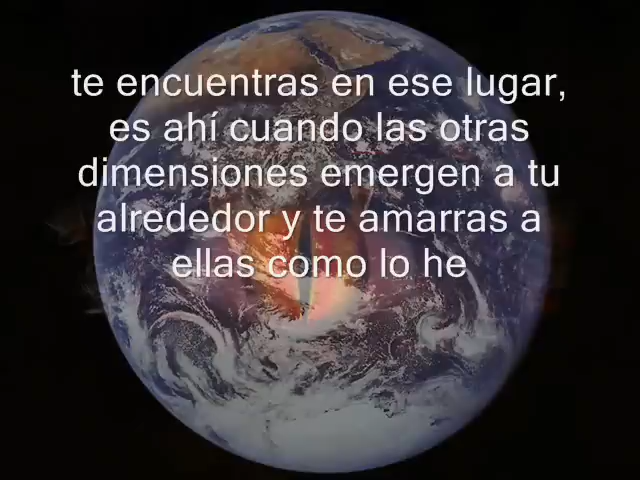 te encuentras en ese lugar,
es ahí cuando las otras
dimensiones emergen a tu
alrededor y te amarras a
ellas como lo he